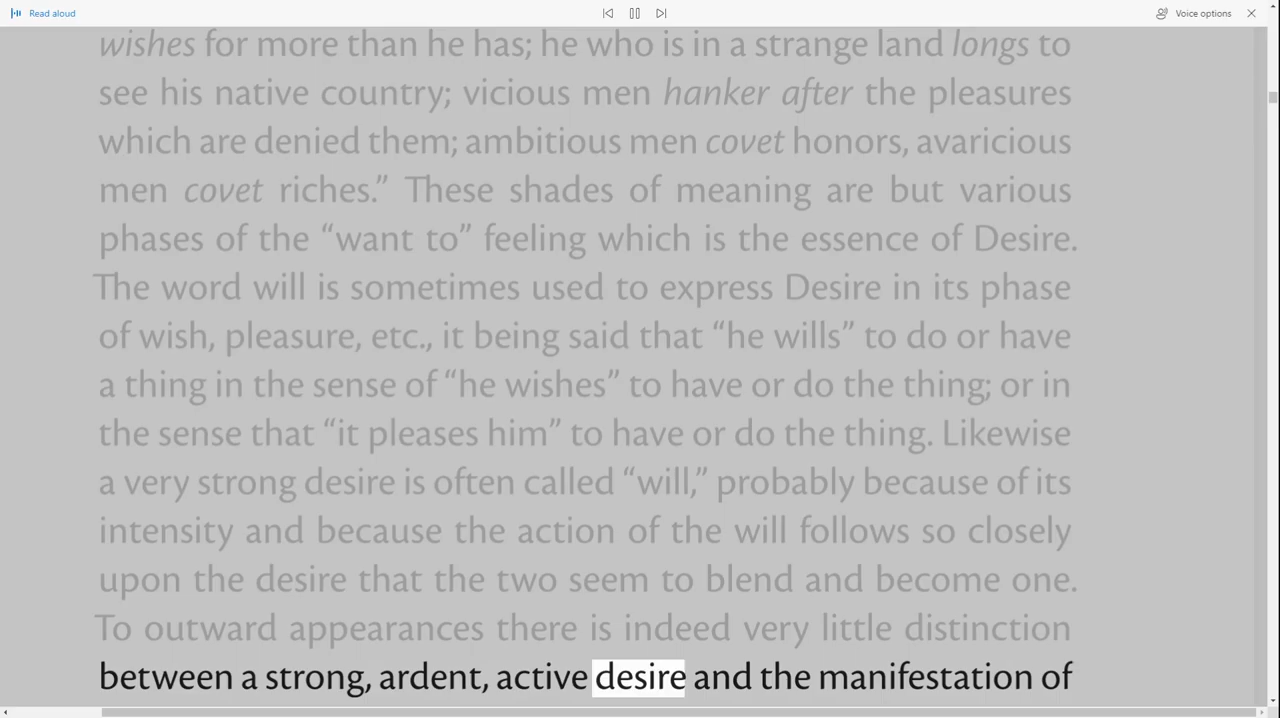 Read aloud
Voice options
wishes for more than he has; he who is in a strange land longs to
see his native country; vicious men hanker after the pleasures
which are denied them; ambitious men covet honors, avaricious
men covet riches.” These shades of meaning are but various
phases of the “want to” feeling which is the essence of Desire.
The word will is sometimes used to express Desire in its phase
of wish, pleasure, etc., it being said that “he wills” to do or have
a thing in the sense of “he wishes” to have or do the thing; or in
the sense that “it pleases him” to have or do the thing. Likewise
a very strong desire is often called “will,” probably because of its
intensity and because the action of the will follows so closely
upon the desire that the two seem to blend and become one.
To outward appearances there is indeed very little distinction
between a strong, ardent, active desire and the manifestation of